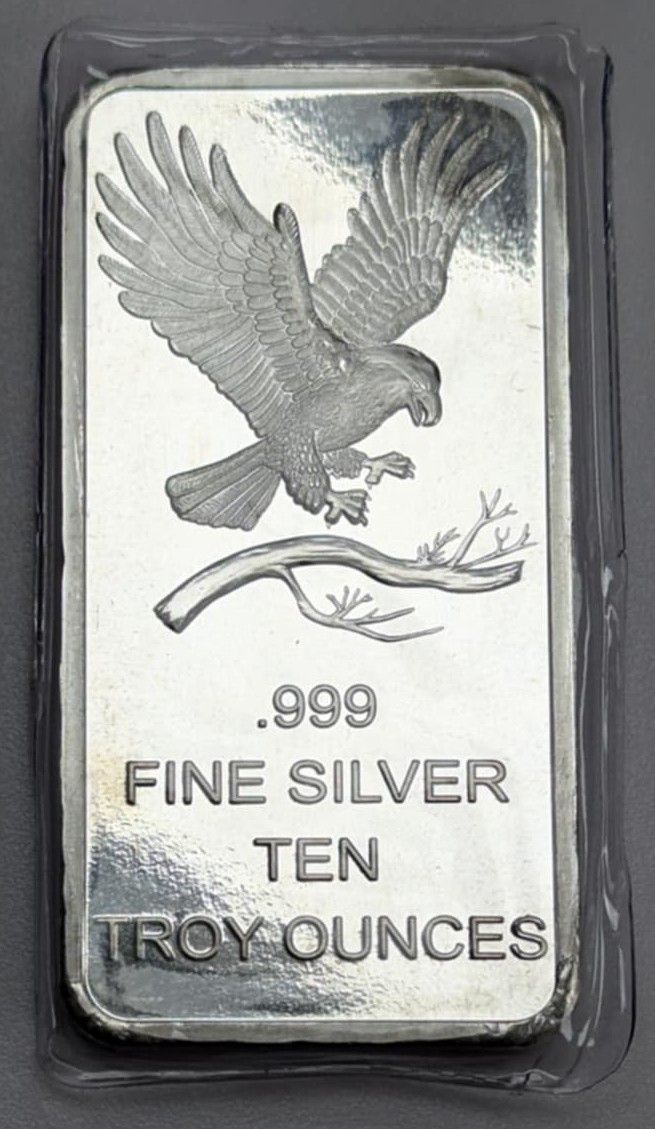 .999
FINE SILVER
TEN
TROY OUNCES